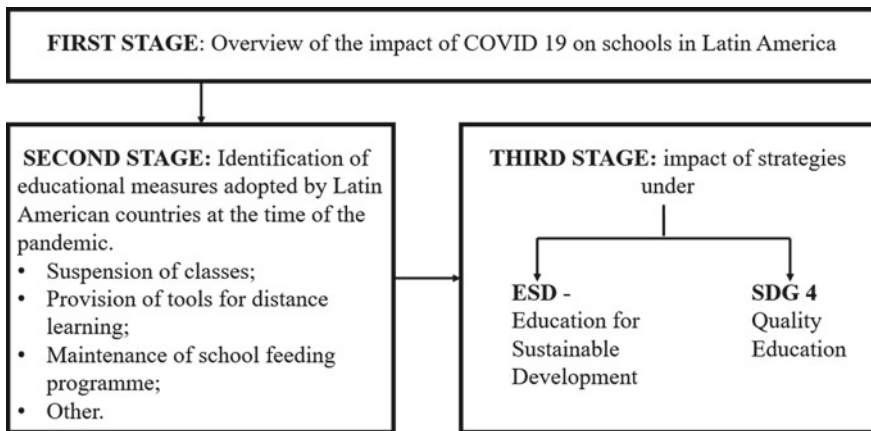 FIRST STAGE: Overview of the impact of COVID 19 on schools in Latin America
SECOND STAGE: Identification of
educational measures adopted by Latin
American countries at the time of the
pandemic.
• Suspension of classes;
• Provision of tools for distance
learning;
• Maintenance of school feeding
programme;
• Other.
THIRD STAGE: impact of strategies
under
ESD -
Education for
Sustainable
Development
SDG 4
Quality
Education